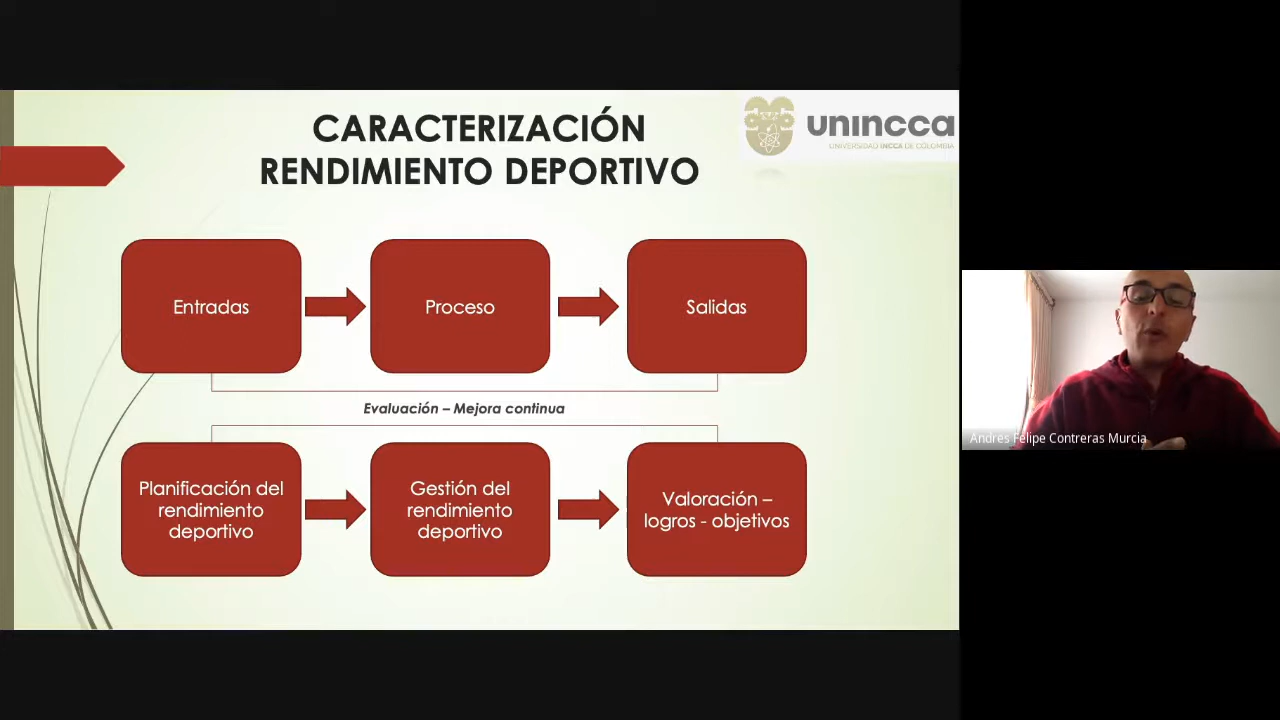 CARACTERIZACIÓN
RENDIMIENTO DEPORTIVO
unincca
UNIVERSIDAD INCCA DE COLOMBIA
Entradas
Proceso
Salidas
Evaluación – Mejora continua
Planificación del
rendimiento
deportivo
Gestión del
rendimiento
deportivo
Valoración –
logros - objetivos
Andres Felipe Contreras Murcia